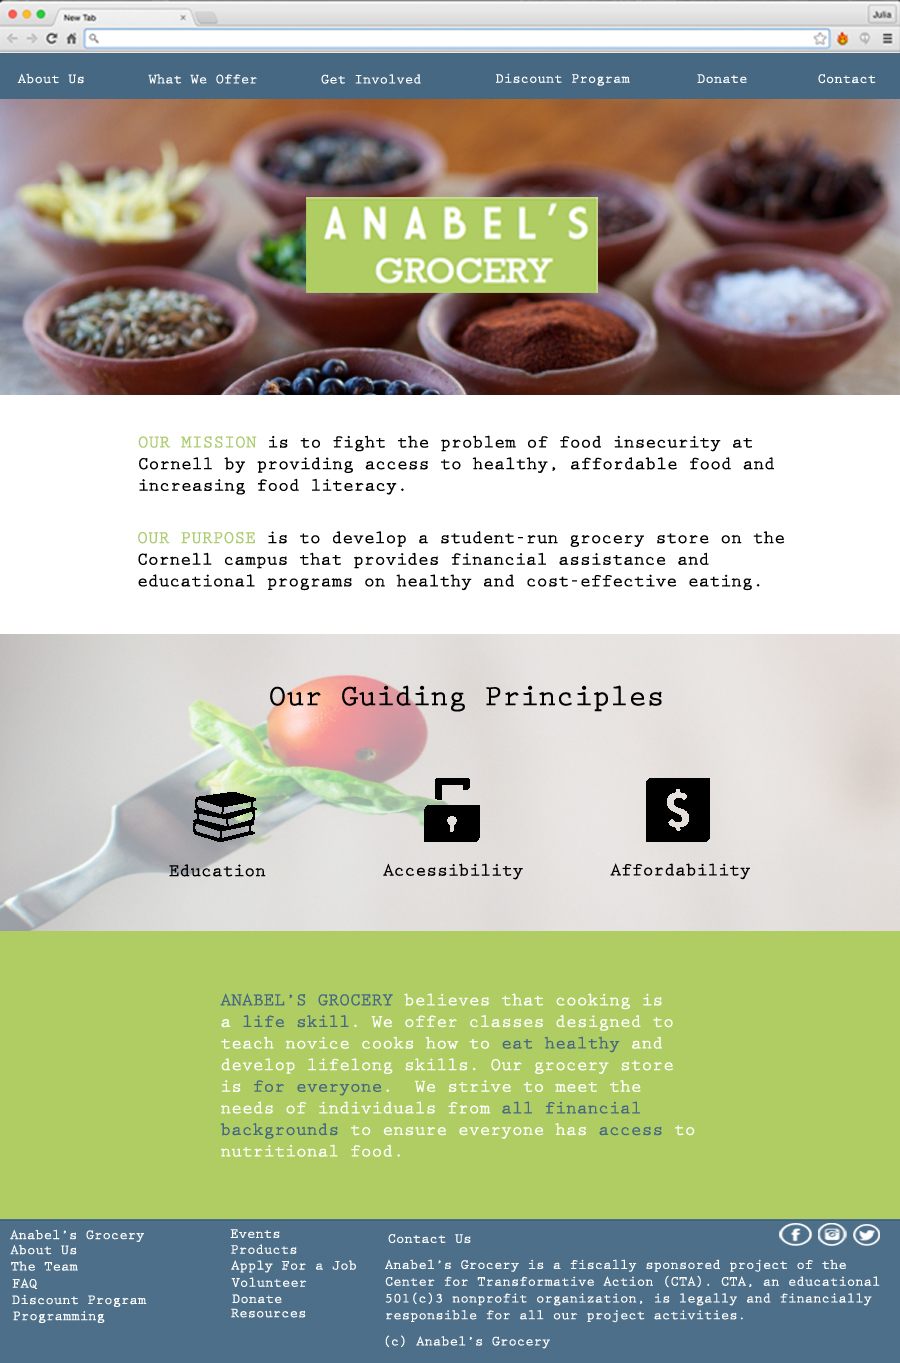 New Tab
Julia
About Us
What We Offer
Get Involved
Discount Program
Donate
Contact
ANABEL'S
GROCERY
OUR MISSION is to fight the problem of food insecurity at
Cornell by providing access to healthy, affordable food and
increasing food literacy.
OUR PURPOSE is to develop a student-run grocery store on the
Cornell campus that provides financial assistance and
educational programs on healthy and cost-effective eating.
Our Guiding Principles
$
Education
Accessibility
Affordability
ANABEL'S GROCERY believes that cooking is
a life skill. We offer classes designed to
teach novice cooks how to eat healthy and
develop lifelong skills. Our grocery store
is for everyone. We strive to meet the
needs of individuals from all financial
backgrounds to ensure everyone has access to
nutritional food.
Anabel's Grocery
About Us
The Team
FAQ
Discount Program
Programming
Events
Products
Apply For a Job
Volunteer
Donate
Resources
Contact Us
Anabel's Grocery is a fiscally sponsored project of the
Center for Transformative Action (CTA). CTA, an educational
501(c)3 nonprofit organization, is legally and financially
responsible for all our project activities.
(c) Anabel's Grocery